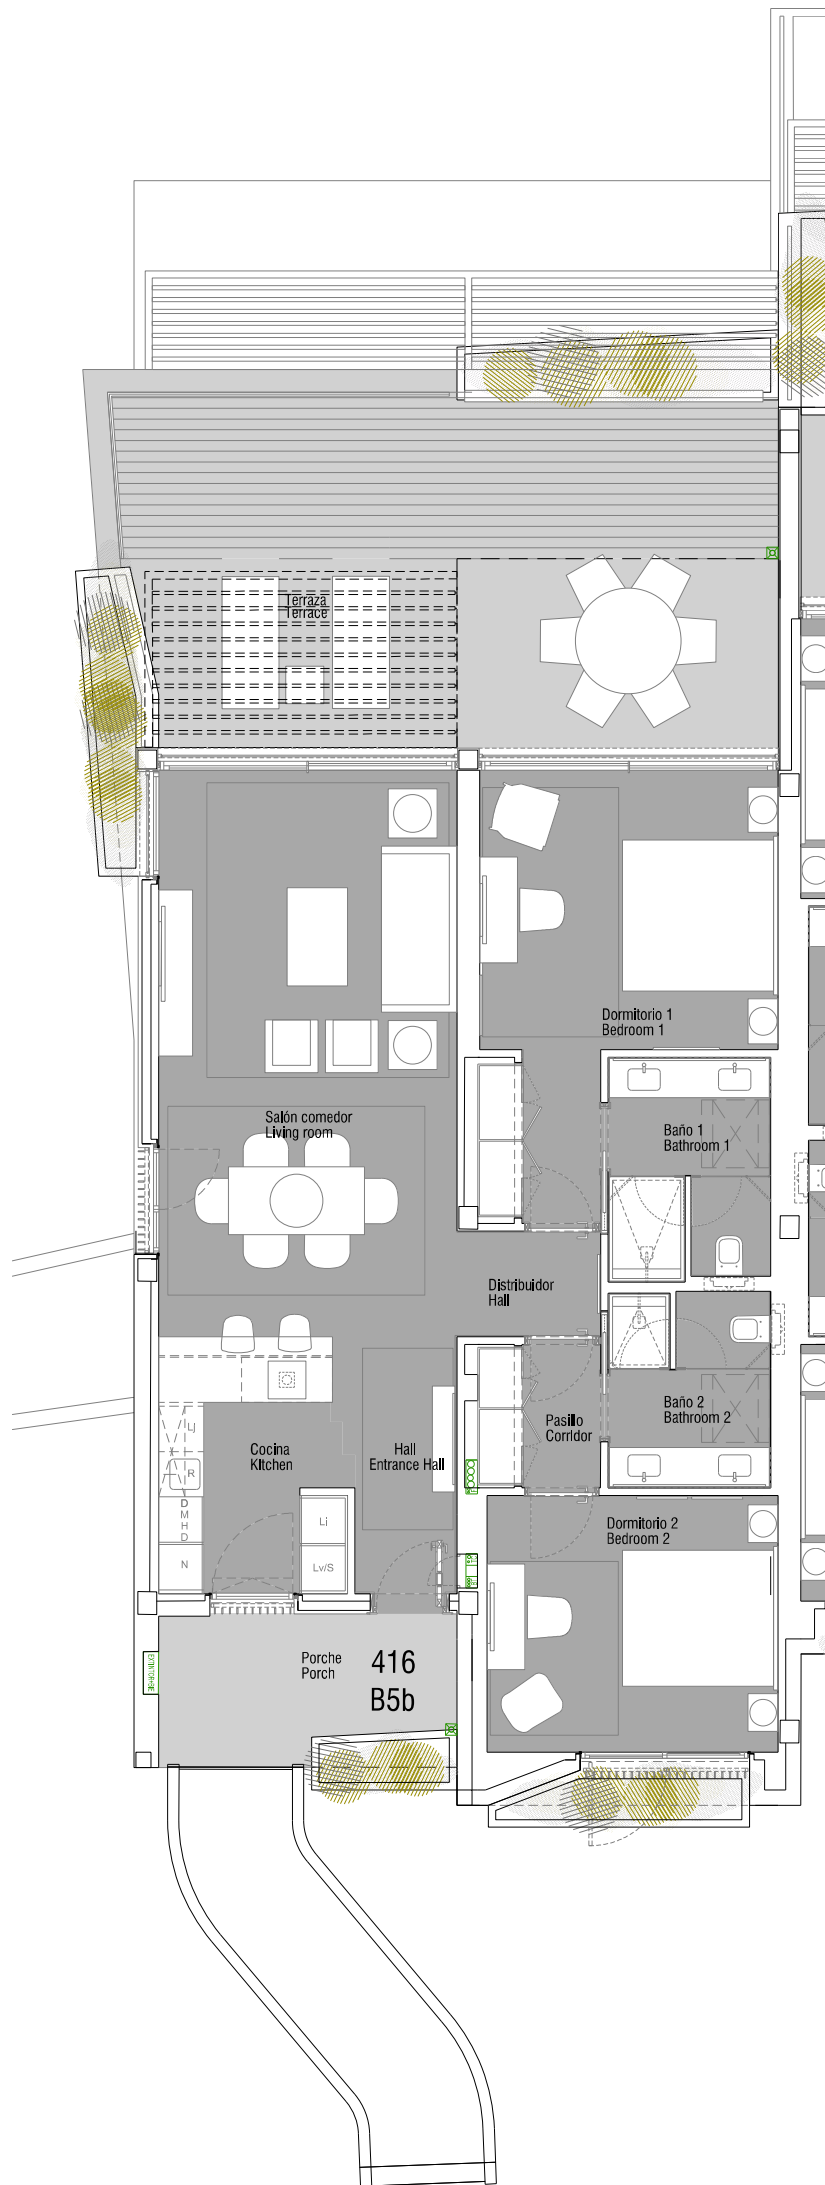 Terraza
Terrace
Dormitorio 1
Bedroom 1
Salón comedor
Living room
Baño 1
Bathroom 1
Distribuidor
Hall
Baño 2
Bathroom 2
Pasillo
Corridor
Cocina
Kitchen
Hall
Entrance Hall
Lj
R
D
M
H
D
N
Li
Lv/S
Dormitorio 2
Bedroom 2
Porche
Porch
416
B5b